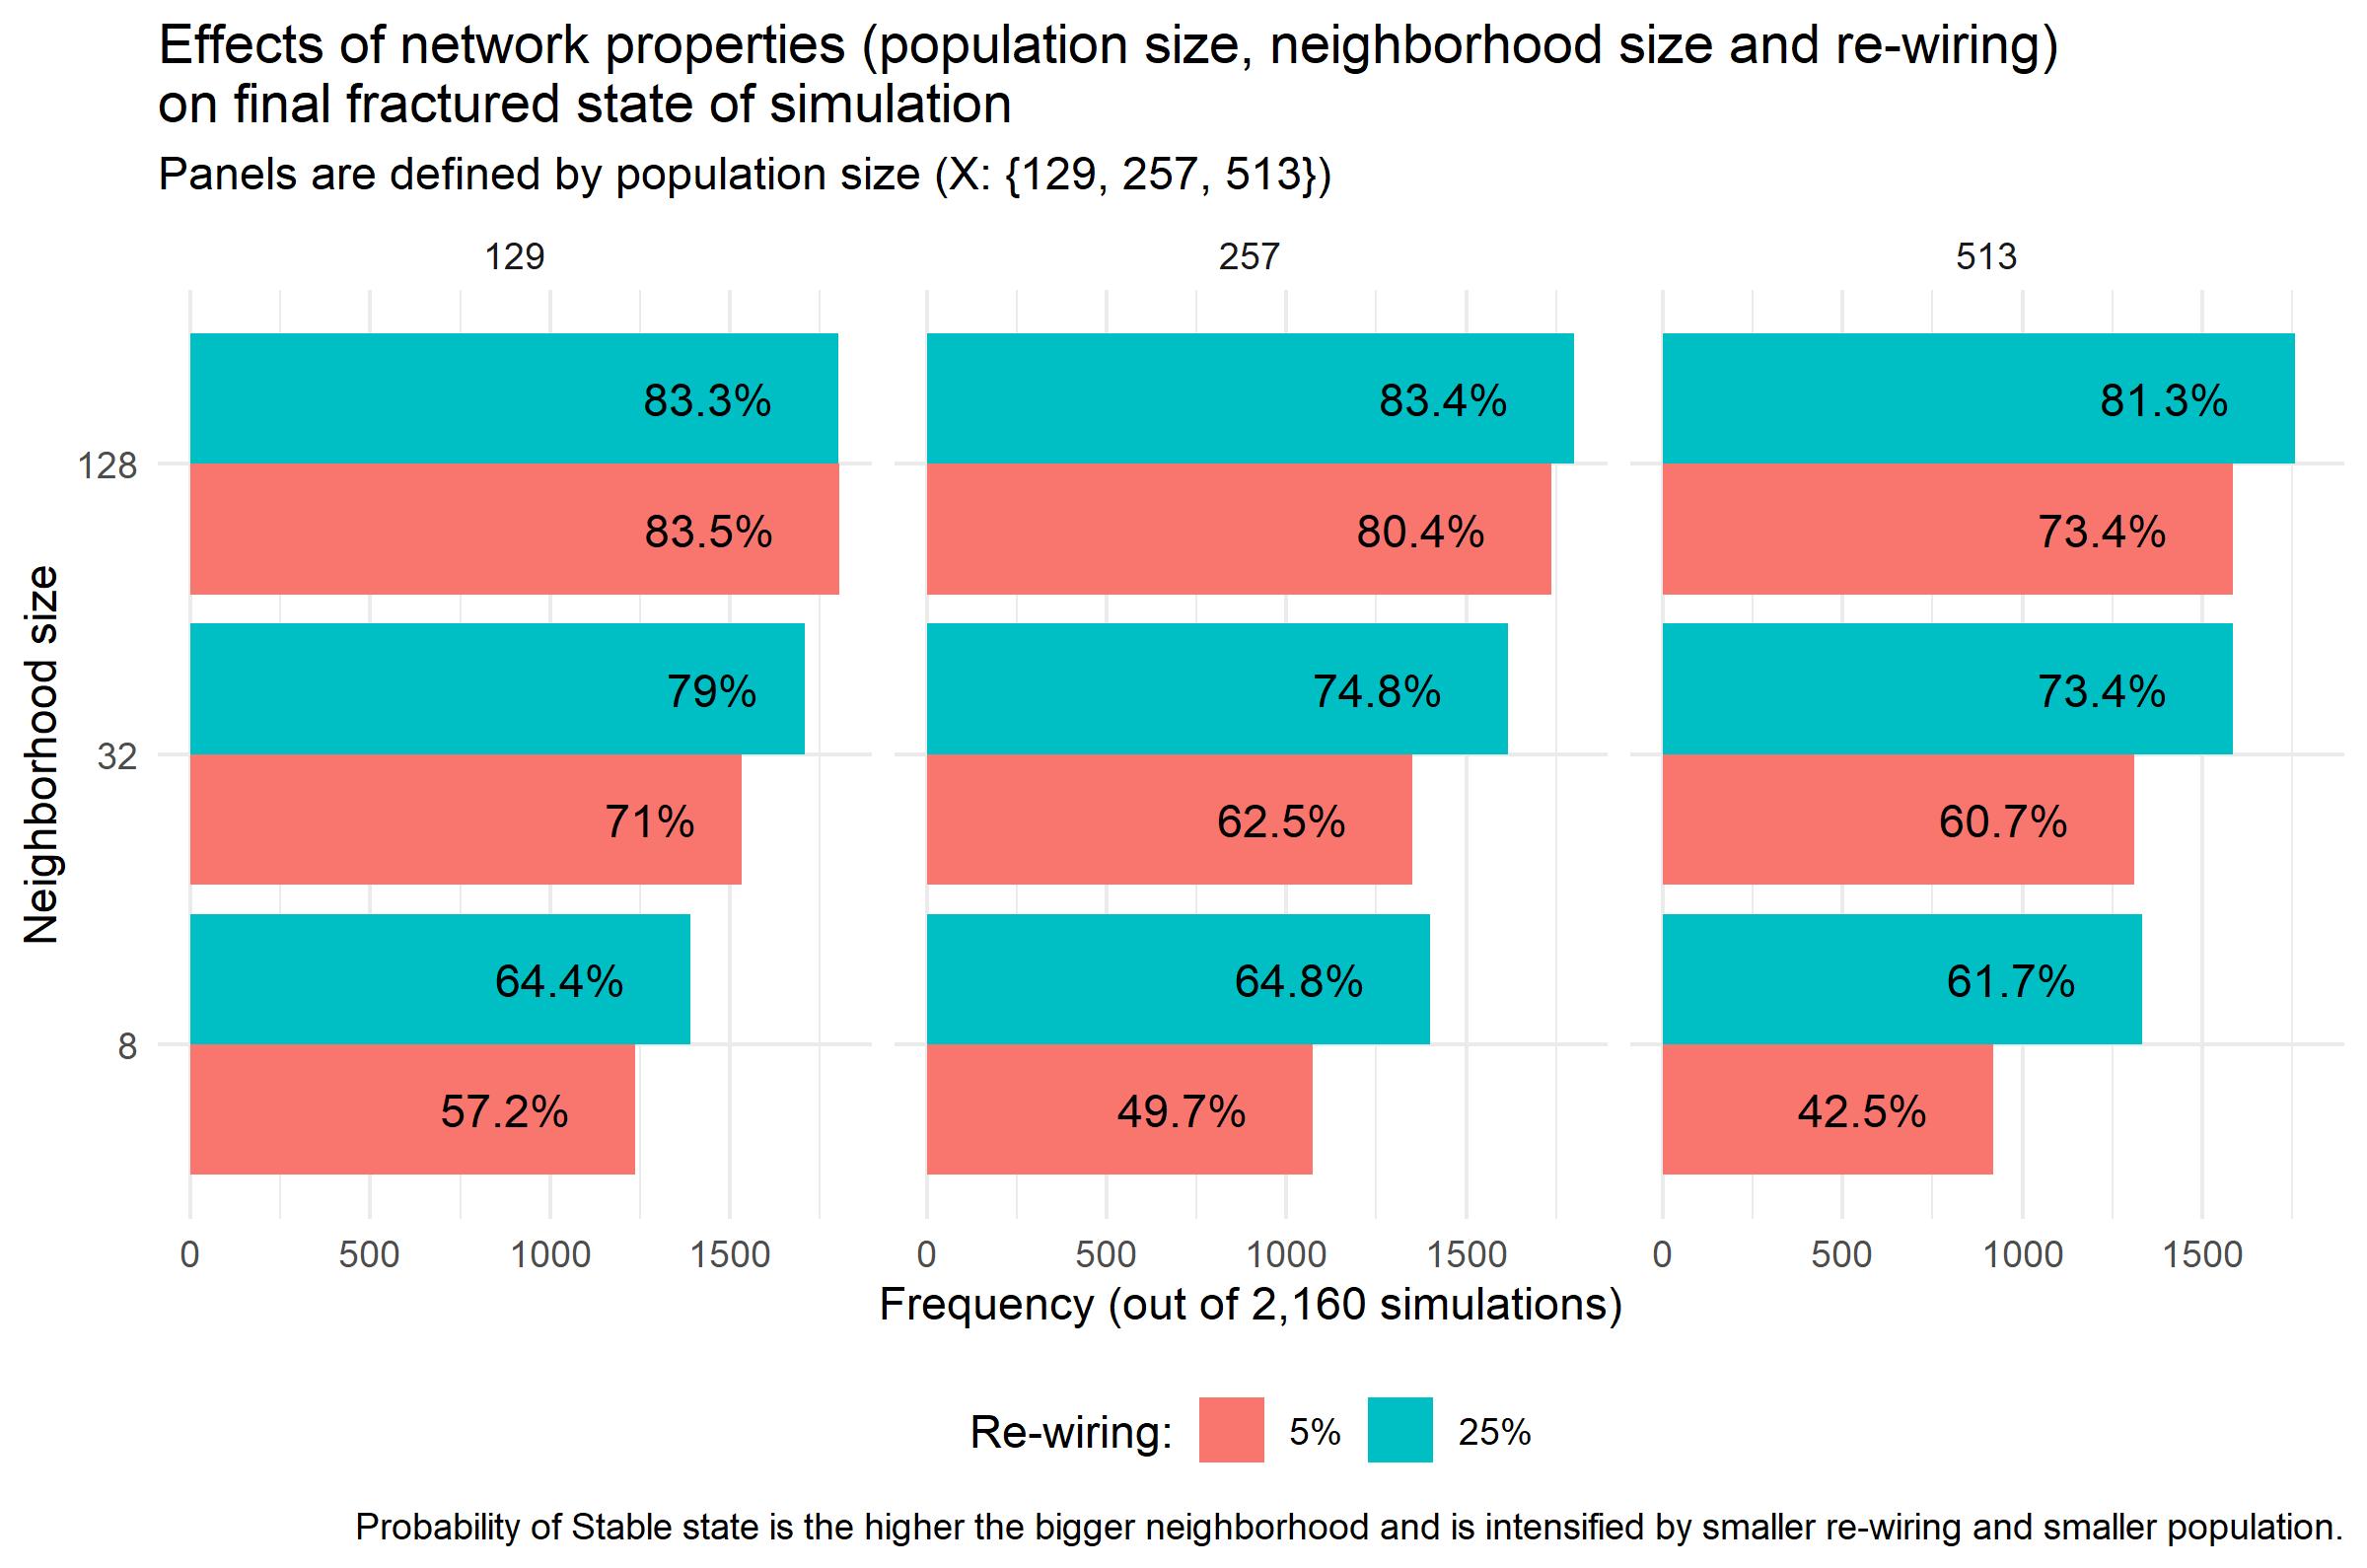 Effects of network properties (population size, neighborhood size and re-wiring)
on final fractured state of simulation
Panels are defined by population size (X: {129, 257, 513})
129 257 513
83.3% 83.4% 81.3%
128
83.5% 80.4% 73.4%
79% 74.8% 73.4%
32
71% 62.5% 60.7%
64.4% 64.8% 61.7%
8
57.2% 49.7% 42.5%
Neighborhood size
0 500 1000 1500 0 500 1000 1500 0 500 1000 1500
Frequency (out of 2,160 simulations)
Re-wiring: 5% 25%
Probability of Stable state is the higher the bigger neighborhood and is intensified by smaller re-wiring and smaller population.